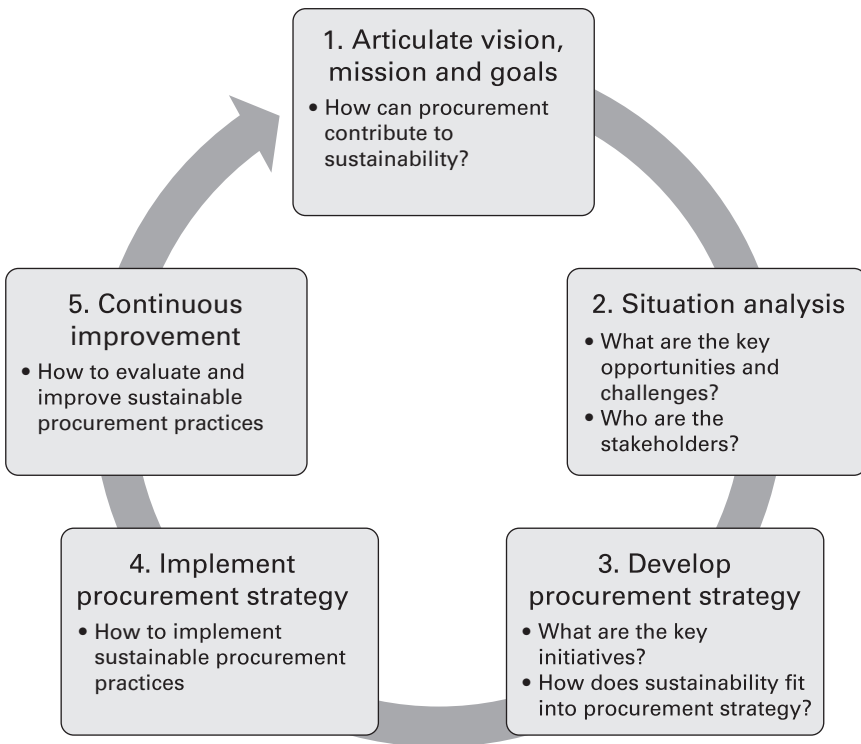 1. Articulate vision,
mission and goals
• How can procurement
contribute to
sustainability?
2. Situation analysis
• What are the key
opportunities and
challenges?
• Who are the
stakeholders?
3. Develop
procurement strategy
• What are the key
initiatives?
• How does sustainability fit
into procurement strategy?
4. Implement
procurement strategy
• How to implement
sustainable procurement
practices
5. Continuous
improvement
• How to evaluate and
improve sustainable
procurement practices